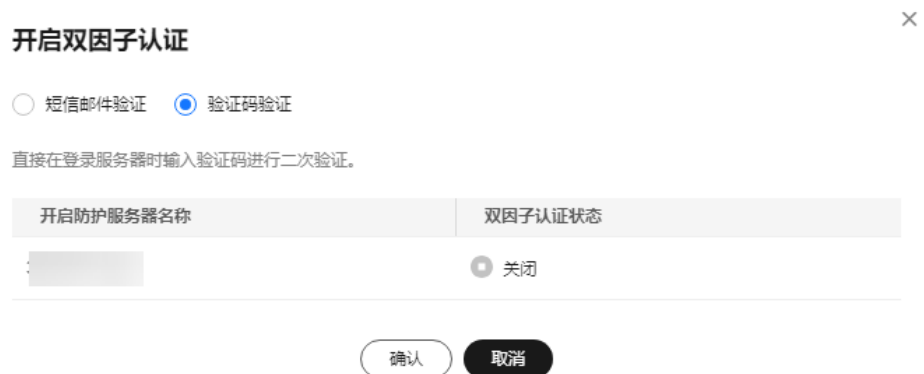 开启双因子认证
短信邮件验证 验证码验证
直接在登录服务器时输入验证码进行二次验证。
开启防护服务器名称 双因子认证状态
关闭
确认 取消